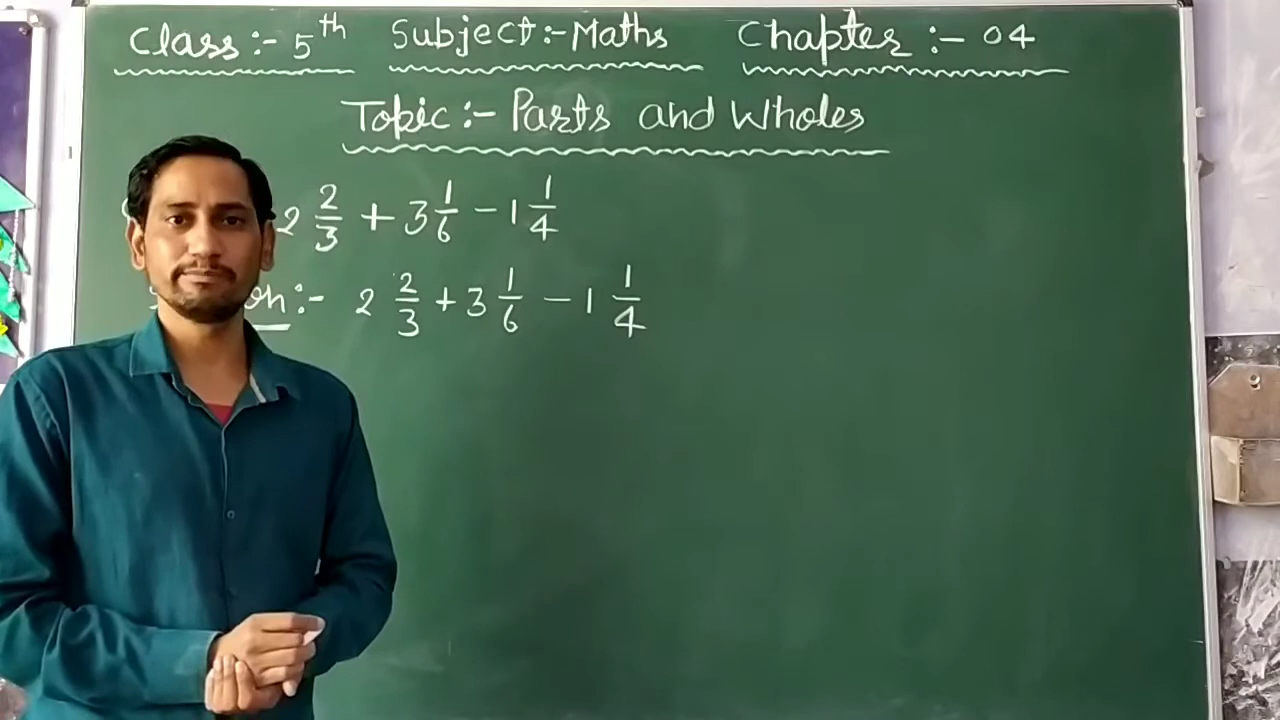 Class:- 5th Subject:- Maths Chapter:- 04
Topic:- Parts and Wholes
2 2/3 + 3 1/6 - 1 1/4
:- 2 2/3 + 3 1/6 - 1 1/4